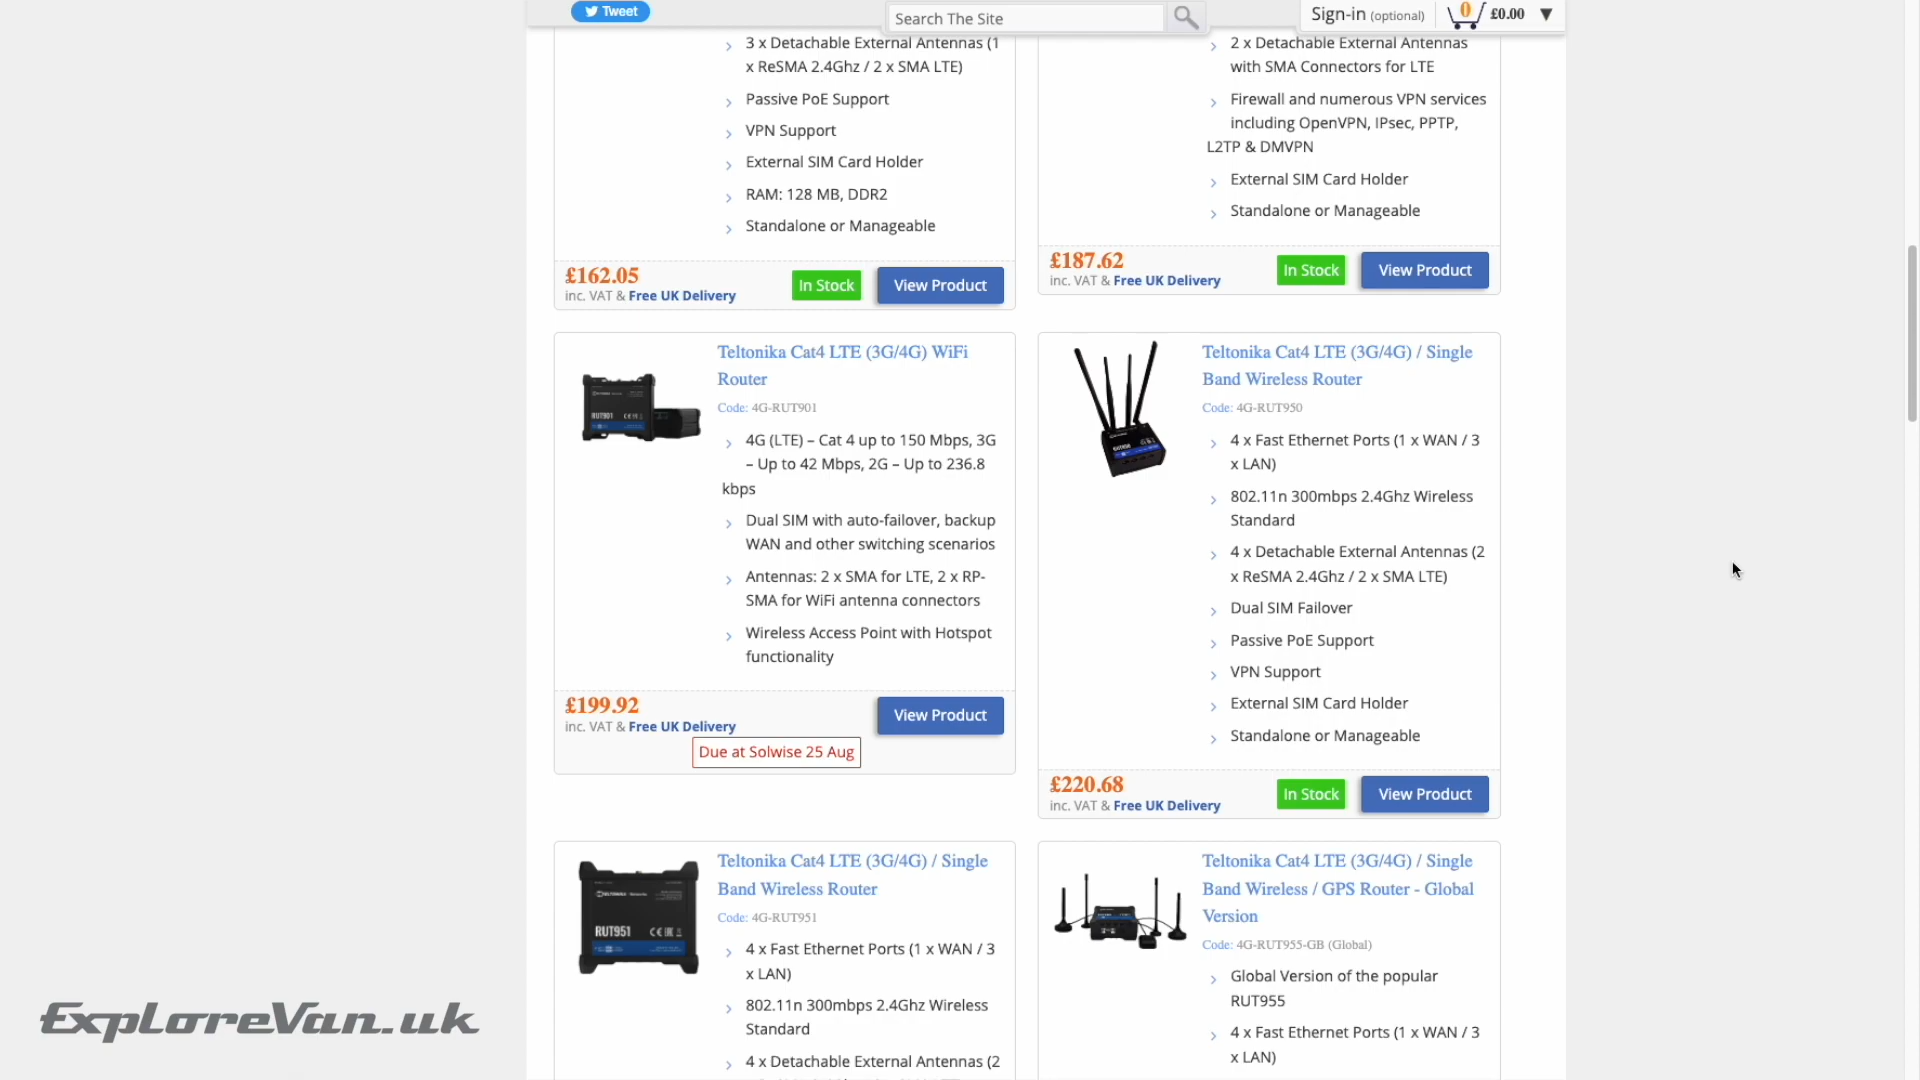 Tweet
Search The Site
Sign-in (optional)
0
£0.00
3 x Detachable External Antennas (1
x ReSMA 2.4Ghz / 2 x SMA LTE)
Passive PoE Support
VPN Support
External SIM Card Holder
RAM: 128 MB, DDR2
Standalone or Manageable
£162.05
inc. VAT & Free UK Delivery
In Stock
View Product
2 x Detachable External Antennas
with SMA Connectors for LTE
Firewall and numerous VPN services
including OpenVPN, IPsec, PPTP,
L2TP & DMVPN
External SIM Card Holder
Standalone or Manageable
£187.62
inc. VAT & Free UK Delivery
In Stock
View Product
Teltonika Cat4 LTE (3G/4G) WiFi
Router
Code: 4G-RUT901
RUT901
4G (LTE) – Cat 4 up to 150 Mbps, 3G
– Up to 42 Mbps, 2G – Up to 236.8
kbps
Dual SIM with auto-failover, backup
WAN and other switching scenarios
Antennas: 2 x SMA for LTE, 2 x RP-
SMA for WiFi antenna connectors
Wireless Access Point with Hotspot
functionality
£199.92
inc. VAT & Free UK Delivery
View Product
Due at Solwise 25 Aug
Teltonika Cat4 LTE (3G/4G) / Single
Band Wireless Router
Code: 4G-RUT950
4 x Fast Ethernet Ports (1 x WAN / 3
x LAN)
802.11n 300mbps 2.4Ghz Wireless
Standard
4 x Detachable External Antennas (2
x ReSMA 2.4Ghz / 2 x SMA LTE)
Dual SIM Failover
Passive PoE Support
VPN Support
External SIM Card Holder
Standalone or Manageable
£220.68
inc. VAT & Free UK Delivery
In Stock
View Product
Teltonika Cat4 LTE (3G/4G) / Single
Band Wireless Router
Code: 4G-RUT951
RUT951
4 x Fast Ethernet Ports (1 x WAN / 3
x LAN)
802.11n 300mbps 2.4Ghz Wireless
Standard
4 x Detachable External Antennas (2
Teltonika Cat4 LTE (3G/4G) / Single
Band Wireless / GPS Router - Global
Version
Code: 4G-RUT955-GB (Global)
Global Version of the popular
RUT955
4 x Fast Ethernet Ports (1 x WAN / 3
x LAN)
ExploreVan.uk